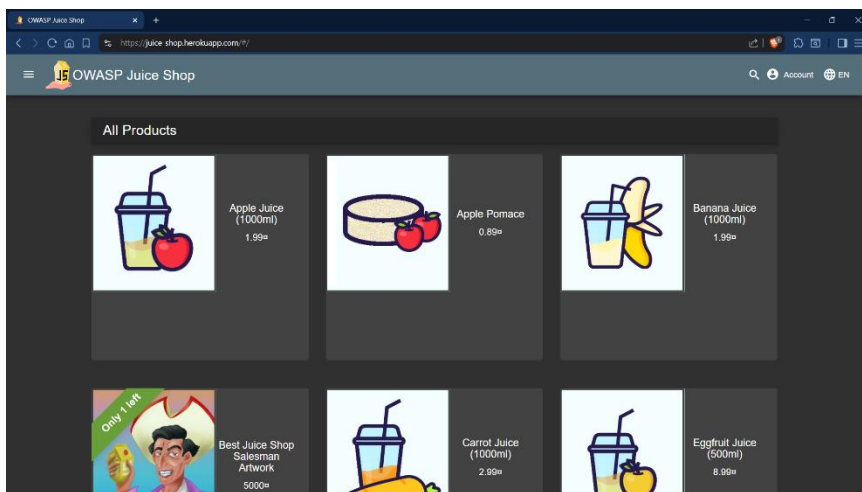 OWASP Juice Shop
https://juice-shop.herokuapp.com/#/
OWASP Juice Shop
Account
EN
All Products
Apple Juice
(1000ml)
1.99¤
Apple Pomace
0.89¤
Banana Juice
(1000ml)
1.99¤
Only 1 left
Best Juice Shop
Salesman
Artwork
5000¤
Carrot Juice
(1000ml)
2.99¤
Eggfruit Juice
(500ml)
8.99¤